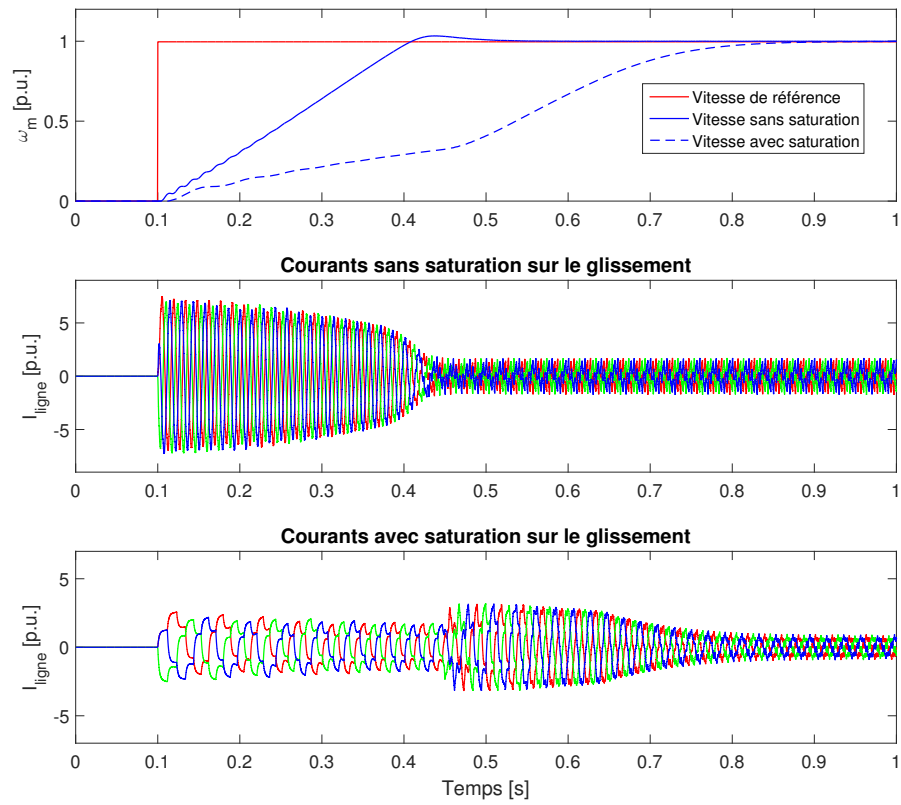 1
0.5
0
ω_m [p.u.]
Vitesse de référence
Vitesse sans saturation
Vitesse avec saturation
0 0.1 0.2 0.3 0.4 0.5 0.6 0.7 0.8 0.9 1
Courants sans saturation sur le glissement
5
0
-5
I_ligne [p.u.]
0 0.1 0.2 0.3 0.4 0.5 0.6 0.7 0.8 0.9 1
Courants avec saturation sur le glissement
5
0
-5
I_ligne [p.u.]
0 0.1 0.2 0.3 0.4 0.5 0.6 0.7 0.8 0.9 1
Temps [s]